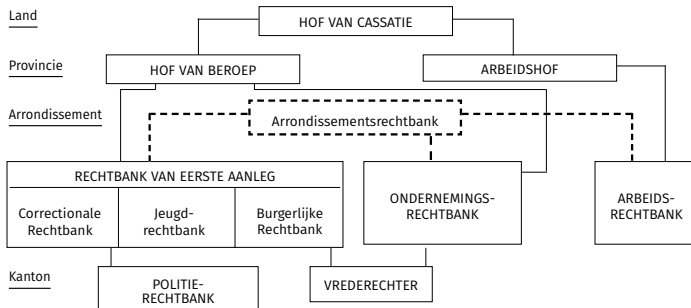 Land
HOF VAN CASSATIE
Provincie
HOF VAN BEROEP
ARBEIDSHOF
Arrondissement
Arrondissementsrechtbank
RECHTBANK VAN EERSTE AANLEG
Correctionale
Rechtbank
Jeugd-
rechtbank
Burgerlijke
Rechtbank
ONDERNEMINGS-
RECHTBANK
ARBEIDS-
RECHTBANK
Kanton
POLITIE-
RECHTBANK
VREDERECHTER